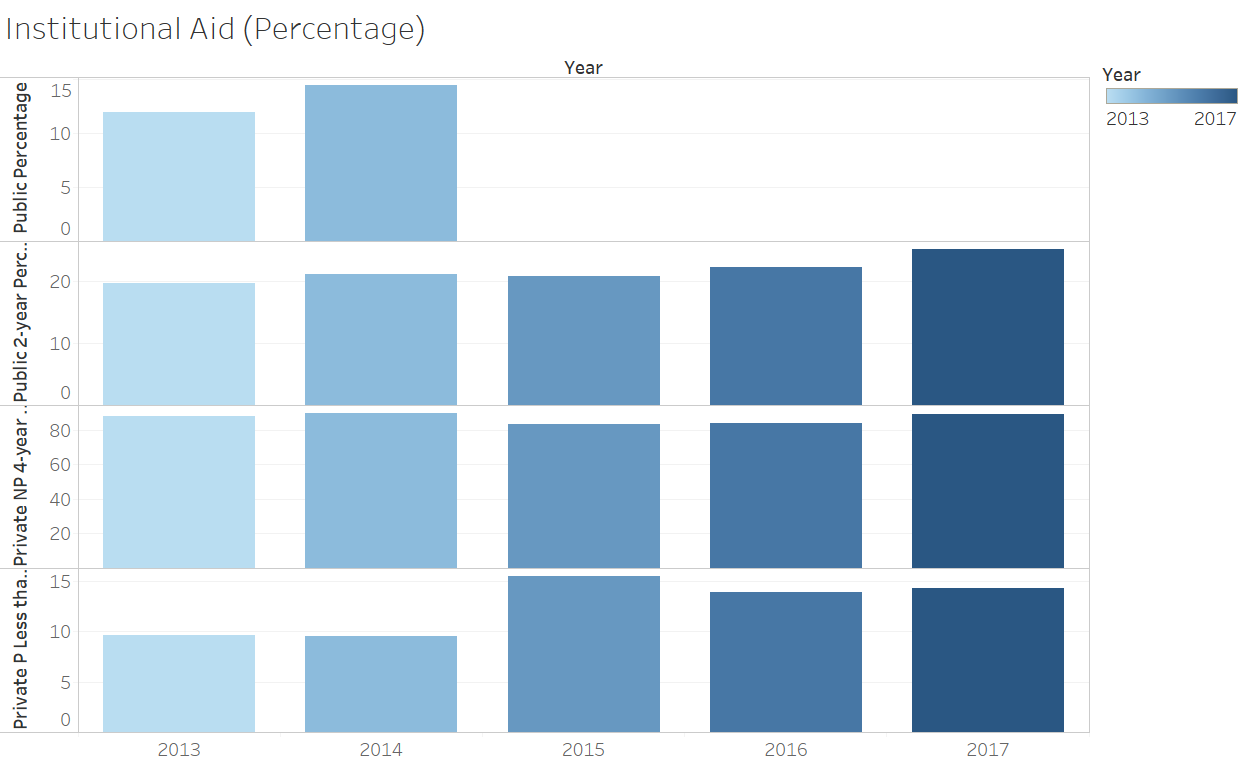 Institutional Aid (Percentage)
Year
Year
2013 2017
Public Percentage
15
10
5
0
Public 2-year Perc..
20
10
0
Private NP 4-year ..
80
60
40
20
Private P Less tha..
15
10
5
0
2013 2014 2015 2016 2017